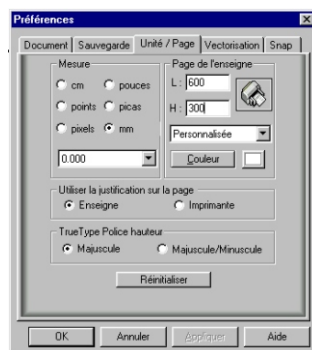 Préférences
Document Sauvegarde Unité / Page Vectorisation Snap
Mesure
cm pouces
points picas
pixels mm
0.000
Page de l'enseigne
L : 600
H : 300
Personnalisée
Couleur
Utiliser la justification sur la page
Enseigne Imprimante
TrueType Police hauteur
Majuscule Majuscule/Minuscule
Réinitialiser
OK Annuler Appliquer Aide